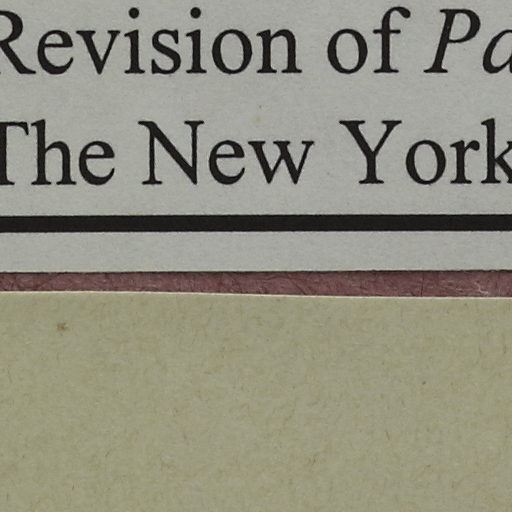 Revision of Pa
The New York